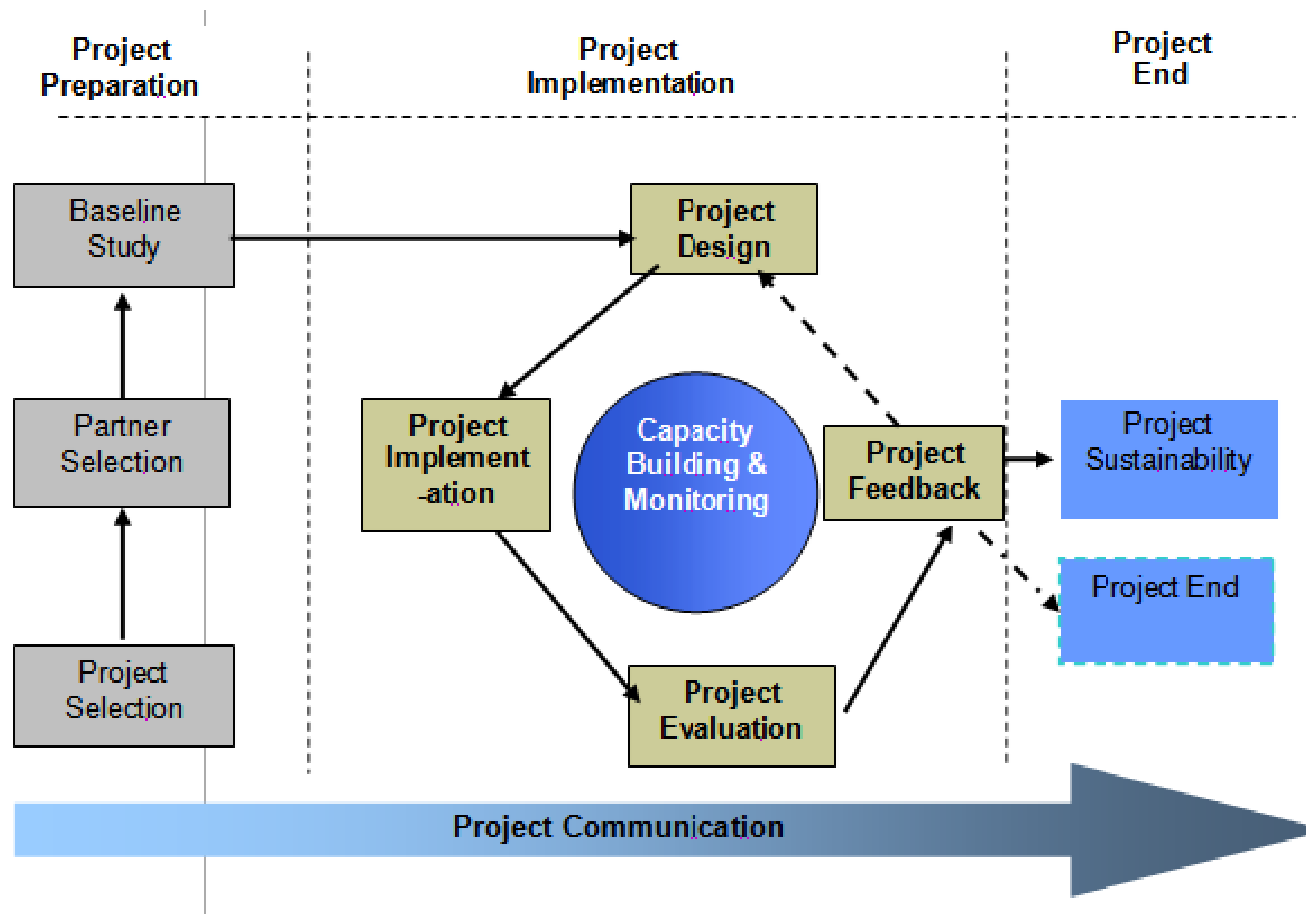 Project
Preparation
Project
Implementation
Project
End
Baseline
Study
Project
Design
Partner
Selection
Project
Implement
-ation
Capacity
Building &
Monitoring
Project
Feedback
Project
Sustainability
Project End
Project
Selection
Project
Evaluation
Project Communication